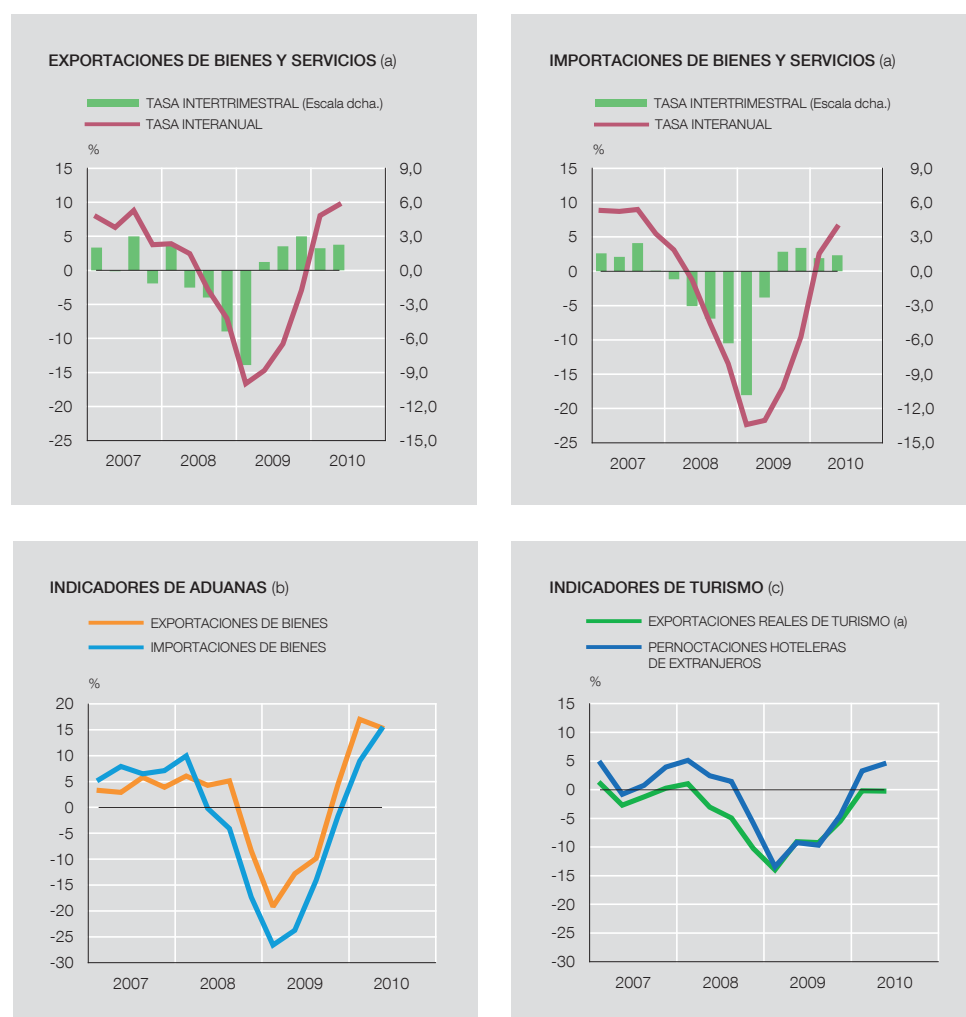 EXPORTACIONES DE BIENES Y SERVICIOS (a)
TASA INTERTRIMESTRAL (Escala dcha.)
TASA INTERANUAL
%
15 9,0
10 6,0
5 3,0
0 0,0
-5 -3,0
-10 -6,0
-15 -9,0
-20 -12,0
-25 -15,0
2007 2008 2009 2010
IMPORTACIONES DE BIENES Y SERVICIOS (a)
TASA INTERTRIMESTRAL (Escala dcha.)
TASA INTERANUAL
%
15 9,0
10 6,0
5 3,0
0 0,0
-5 -3,0
-10 -6,0
-15 -9,0
-20 -12,0
-25 -15,0
2007 2008 2009 2010
INDICADORES DE ADUANAS (b)
EXPORTACIONES DE BIENES
IMPORTACIONES DE BIENES
%
20
15
10
5
0
-5
-10
-15
-20
-25
-30
2007 2008 2009 2010
INDICADORES DE TURISMO (c)
EXPORTACIONES REALES DE TURISMO (a)
PERNOCTACIONES HOTELERAS
DE EXTRANJEROS
%
15
10
5
0
-5
-10
-15
-20
-25
-30
2007 2008 2009 2010